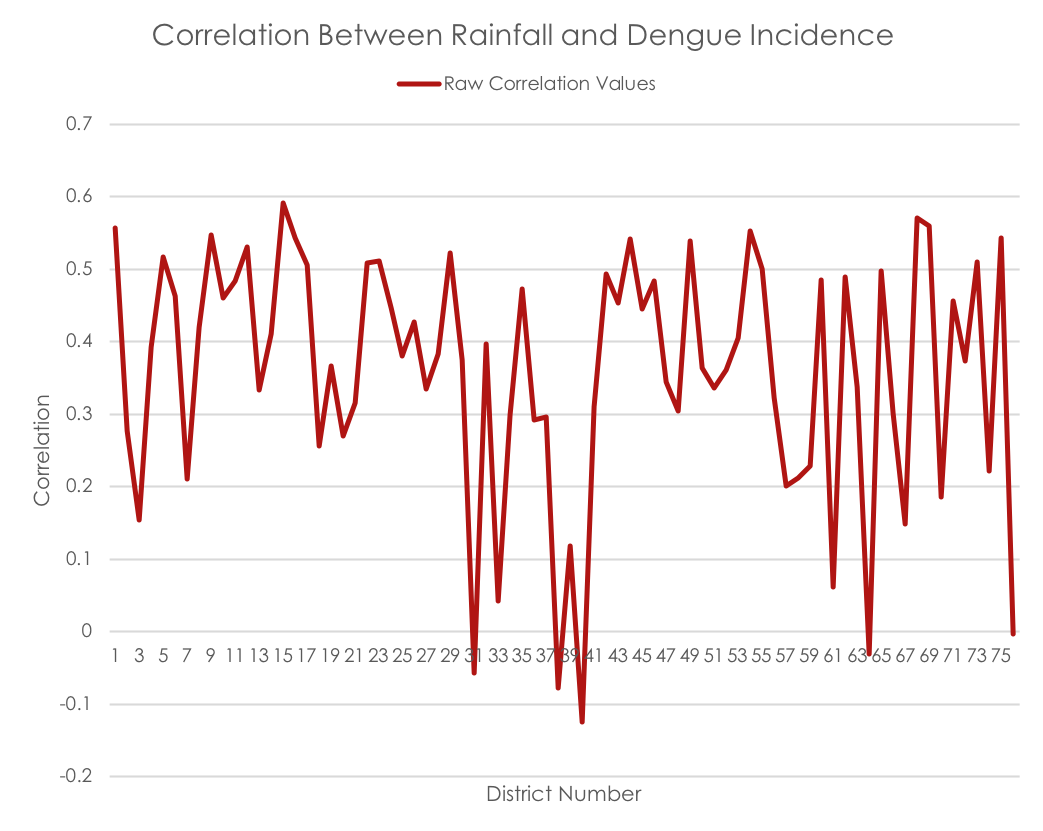 Correlation Between Rainfall and Dengue Incidence
Raw Correlation Values
0.7
0.6
0.5
0.4
0.3
0.2
0.1
0
-0.1
-0.2
Correlation
1 3 5 7 9 11 13 15 17 19 21 23 25 27 29 31 33 35 37 39 41 43 45 47 49 51 53 55 57 59 61 63 65 67 69 71 73 75
District Number